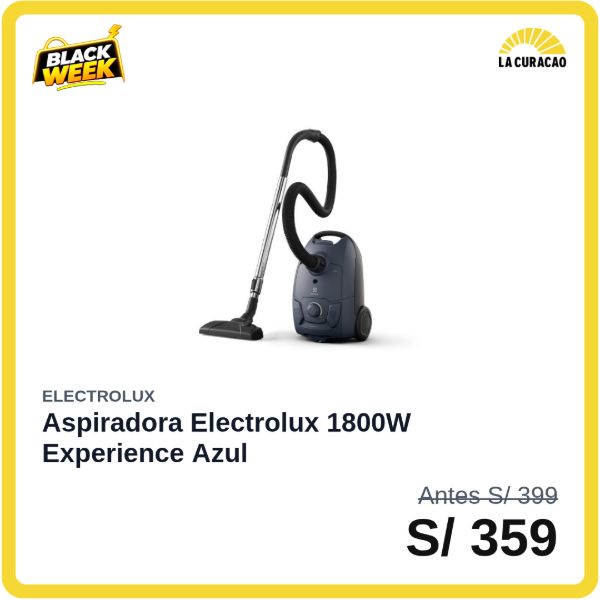 BLACK
WEEK
LA CURACAO
ELECTROLUX
Aspiradora Electrolux 1800W
Experience Azul
Antes S/ 399
S/ 359